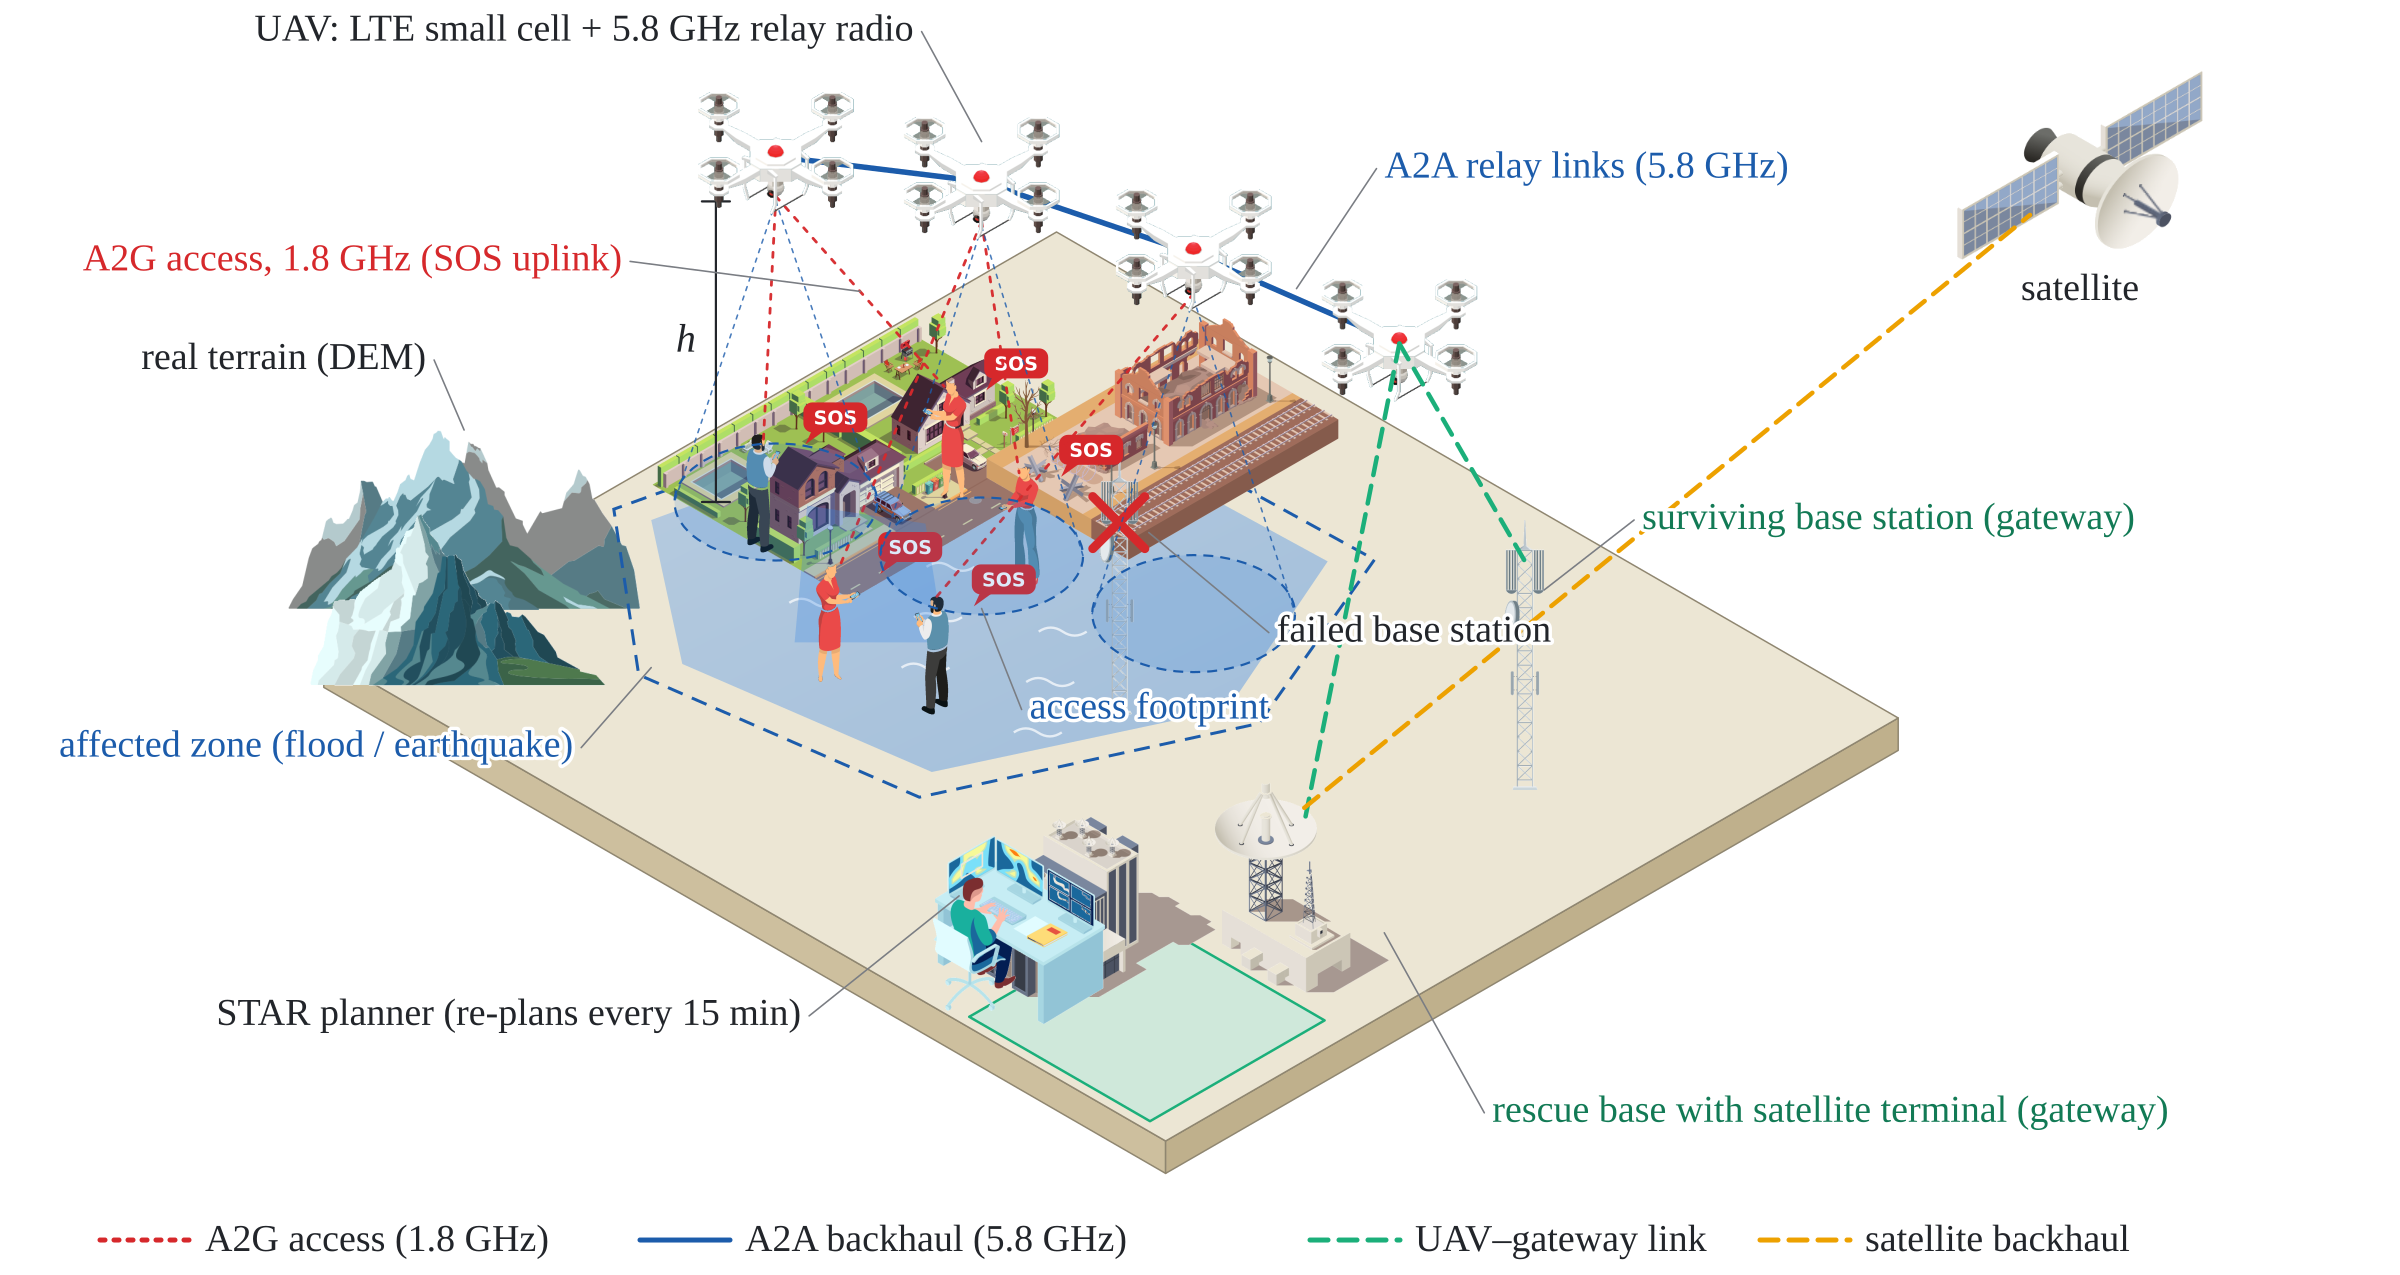 UAV: LTE small cell + 5.8 GHz relay radio
A2A relay links (5.8 GHz)
A2G access, 1.8 GHz (SOS uplink)
satellite
h
real terrain (DEM)
SOS
SOS
SOS
surviving base station (gateway)
SOS
SOS
failed base station
access footprint
affected zone (flood / earthquake)
STAR planner (re-plans every 15 min)
rescue base with satellite terminal (gateway)
A2G access (1.8 GHz)
A2A backhaul (5.8 GHz)
UAV–gateway link
satellite backhaul